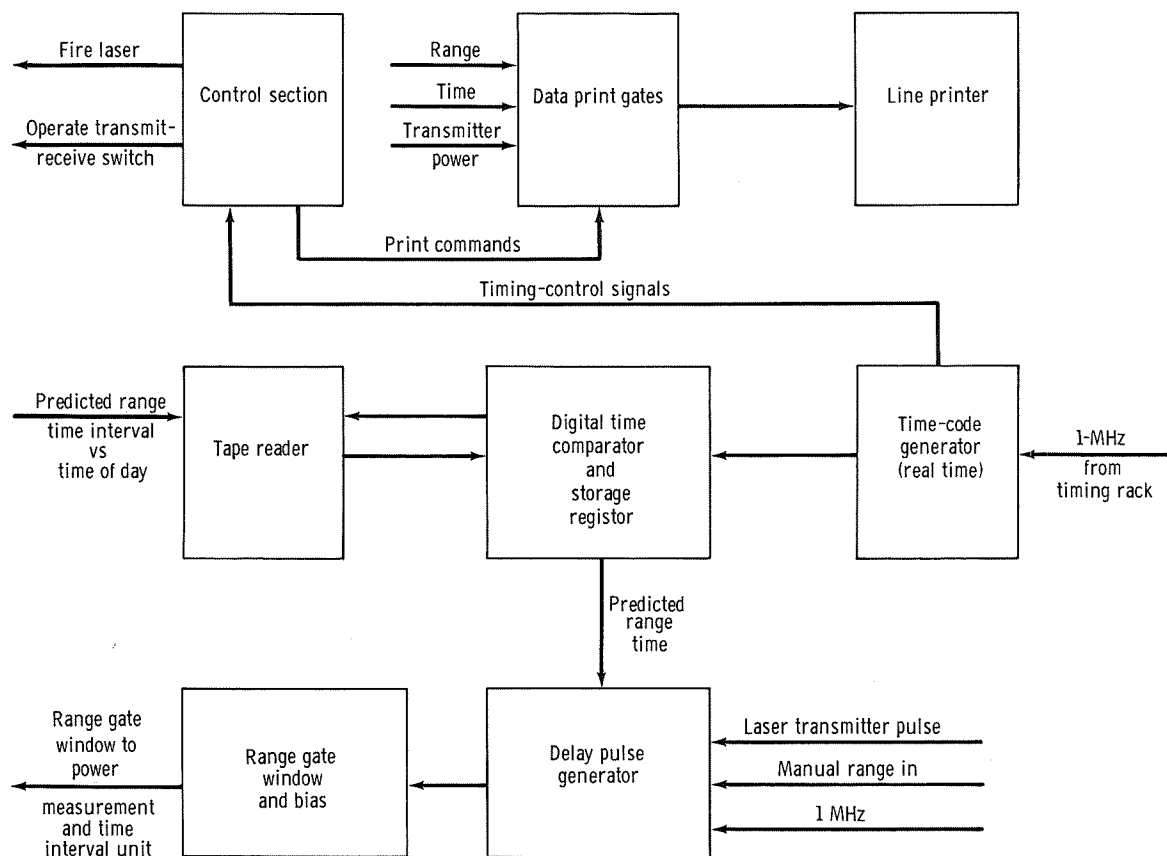 Fire laser
Operate transmit-
receive switch
Control section
Range
Time
Transmitter
power
Data print gates
Line printer
Print commands
Timing-control signals
Predicted range
time interval
vs
time of day
Tape reader
Digital time
comparator
and
storage
registor
Time-code
generator
(real time)
1-MHz
from
timing rack
Predicted
range
time
Range gate
window to
power
measurement
and time
interval unit
Range gate
window
and bias
Delay pulse
generator
Laser transmitter pulse
Manual range in
1 MHz